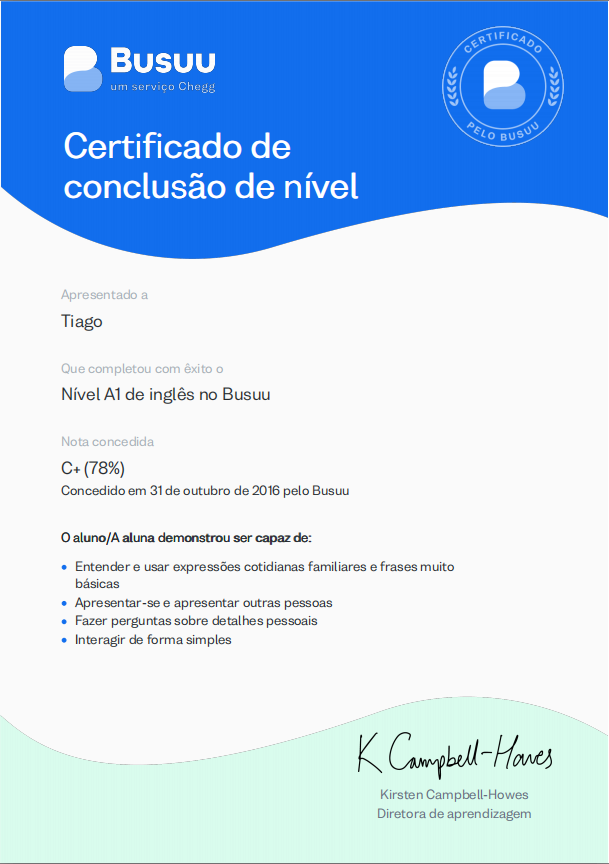 Busuu
um serviço Chegg
CERTIFICADO
PELO BUSUU
Certificado de
conclusão de nível
Apresentado a
Tiago
Que completou com êxito o
Nível A1 de inglês no Busuu
Nota concedida
C+ (78%)
Concedido em 31 de outubro de 2016 pelo Busuu
O aluno/A aluna demonstrou ser capaz de:
• Entender e usar expressões cotidianas familiares e frases muito
básicas
• Apresentar-se e apresentar outras pessoas
• Fazer perguntas sobre detalhes pessoais
• Interagir de forma simples
K Campbell-Howes
Kirsten Campbell-Howes
Diretora de aprendizagem